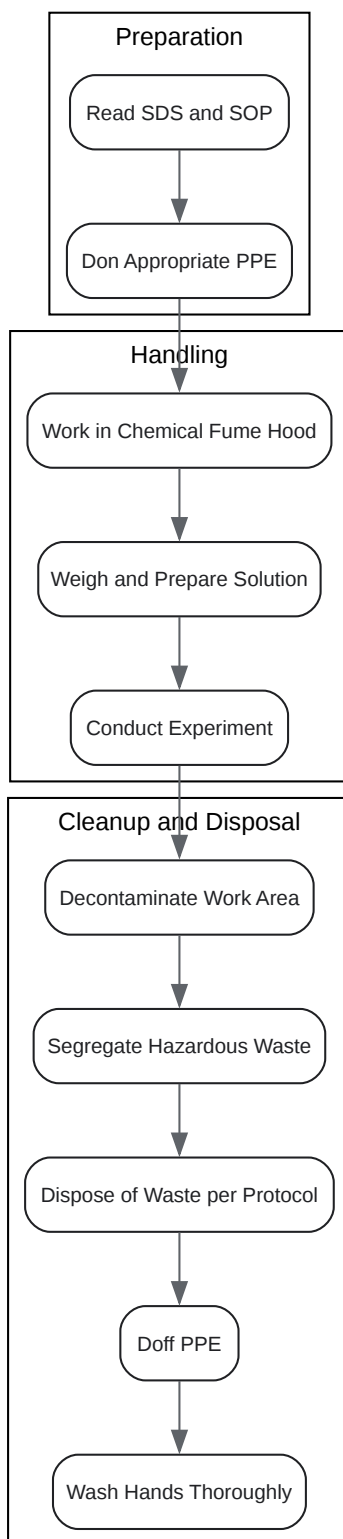 Preparation
Read SDS and SOP
Don Appropriate PPE
Handling
Work in Chemical Fume Hood
Weigh and Prepare Solution
Conduct Experiment
Cleanup and Disposal
Decontaminate Work Area
Segregate Hazardous Waste
Dispose of Waste per Protocol
Doff PPE
Wash Hands Thoroughly